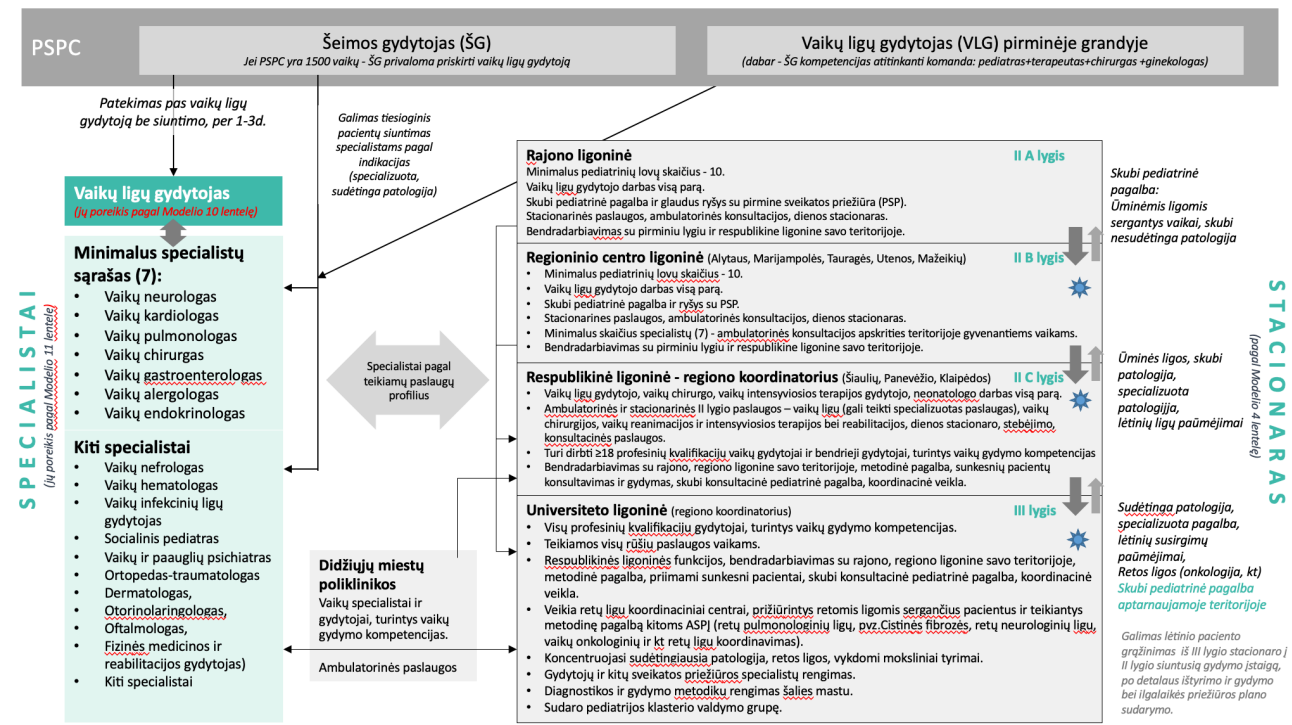 PSPC
Šeimos gydytojas (ŠG)
Jei PSPC yra 1500 vaikų - ŠG privaloma priskirti vaikų ligų gydytoją
Vaikų ligų gydytojas (VLG) pirminėje grandyje
(dabar - ŠG kompetencijas atitinkanti komanda: pediatras+terapeutas+chirurgas +ginekologas)
Patekimas pas vaikų ligų
gydytoją be siuntimo, per 1-3d.
Galimas tiesioginis
pacientų siuntimas
specialistams pagal
indikacijas
(specializuota,
sudėtinga patologija)
SPECIALISTAI
(jų poreikis pagal Modelio 11 lentelę)
Vaikų ligų gydytojas
(jų poreikis pagal Modelio 10 lentelę)
Minimalus specialistų
sąrašas (7):
• Vaikų neurologas
• Vaikų kardiologas
• Vaikų pulmonologas
• Vaikų chirurgas
• Vaikų gastroenterologas
• Vaikų alergologas
• Vaikų endokrinologas
Kiti specialistai
• Vaikų nefrologas
• Vaikų hematologas
• Vaikų infekcinių ligų
gydytojas
• Socialinis pediatras
• Vaikų ir paauglių psichiatras
• Ortopedas-traumatologas
• Dermatologas,
• Otorinolaringologas,
• Oftalmologas,
• Fizinės medicinos ir
reabilitacijos gydytojas)
• Kiti specialistai
Specialistai pagal
teikiamų paslaugų
profilius
Didžiųjų miestų
poliklinikos
Vaikų specialistai ir
gydytojai, turintys vaikų
gydymo kompetencijas.
Ambulatorinės paslaugos
Rajono ligoninė
II A lygis
Minimalus pediatrinių lovų skaičius - 10.
Vaikų ligų gydytojo darbas visą parą.
Skubi pediatrinė pagalba ir glaudus ryšys su pirmine sveikatos priežiūra (PSP).
Stacionarinės paslaugos, ambulatorinės konsultacijos, dienos stacionaras.
Bendradarbiavimas su pirminiu lygiu ir respublikine ligonine savo teritorijoje.
Regioninio centro ligoninė (Alytaus, Marijampolės, Tauragės, Utenos, Mažeikių)
II B lygis
• Minimalus pediatrinių lovų skaičius - 10.
• Vaikų ligų gydytojo darbas visą parą.
• Skubi pediatrinė pagalba ir ryšys su PSP.
• Stacionarines paslaugos, ambulatorinės konsultacijos, dienos stacionaras.
• Minimalus skaičius specialistų (7) - ambulatorinės konsultacijos apskrities teritorijoje gyvenantiems vaikams.
• Bendradarbiavimas su pirminiu lygiu ir respublikine ligonine savo teritorijoje.
Respublikinė ligoninė - regiono koordinatorius (Šiaulių, Panevėžio, Klaipėdos)
II C lygis
• Vaikų ligų gydytojo, vaikų chirurgo, vaikų intensyviosios terapijos gydytojo, neonatologo darbas visą parą.
• Ambulatorinės ir stacionarinės II lygio paslaugos – vaikų ligų (gali teikti specializuotas paslaugas), vaikų
chirurgijos, vaikų reanimacijos ir intensyviosios terapijos bei reabilitacijos, dienos stacionaro, stebėjimo,
konsultacinės paslaugos.
• Turi dirbti ≥18 profesinių kvalifikacijų vaikų gydytojai ir bendrieji gydytojai, turintys vaikų gydymo kompetencijas
• Bendradarbiavimas su rajono, regiono ligonine savo teritorijoje, metodinė pagalba, sunkesnių pacientų
konsultavimas ir gydymas, skubi konsultacinė pediatrinė pagalba, koordinacinė veikla.
Universiteto ligoninė (regiono koordinatorius)
III lygis
• Visų profesinių kvalifikacijų gydytojai, turintys vaikų gydymo kompetencijas.
• Teikiamos visų rūšių paslaugos vaikams.
• Respublikinės ligoninės funkcijos, bendradarbiavimas su rajono, regiono ligonine savo teritorijoje,
metodinė pagalba, priimami sunkesni pacientai, skubi konsultacinė pediatrinė pagalba, koordinacinė
veikla.
• Veikia retų ligų koordinaciniai centrai, prižiūrintys retomis ligomis sergančius pacientus ir teikiantys
metodinę pagalbą kitoms ASPĮ (retų pulmonologinių ligų, pvz.Cistinės fibrozės, retų neurologinių ligų,
vaikų onkologinių ir kt retų ligų koordinavimas).
• Koncentruojasi sudėtingiausia patologija, retos ligos, vykdomi moksliniai tyrimai.
• Gydytojų ir kitų sveikatos priežiūros specialistų rengimas.
• Diagnostikos ir gydymo metodikų rengimas šalies mastu.
• Sudaro pediatrijos klasterio valdymo grupę.
Skubi pediatrinė
pagalba:
Ūminėmis ligomis
sergantys vaikai, skubi
nesudėtinga patologija
Ūminės ligos, skubi
patologija,
specializuota
patologijja,
lėtinių ligų paūmėjimai
Sudėtinga patologija,
specializuota pagalba,
lėtinių susirgimų
paūmėjimai,
Retos ligos (onkologija, kt)
Skubi pediatrinė pagalba
aptarnaujamoje teritorijoje
Galimas lėtinio paciento
grąžinimas iš III lygio stacionaro į
II lygio siuntusią gydymo įstaigą,
po detalaus ištyrimo ir gydymo
bei ilgalaikės priežiūros plano
sudarymo.
STACIONARAS
(pagal Modelio 4 lentelę)